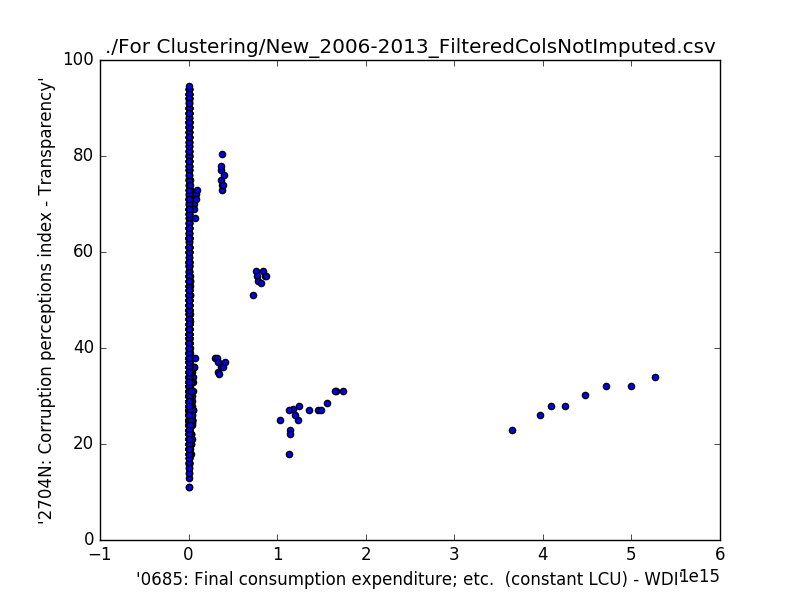 ./For Clustering/New_2006-2013_FilteredColsNotImputed.csv
'2704N: Corruption perceptions index - Transparency'
100
80
60
40
20
0
−1 0 1 2 3 4 5 6
1e15
'0685: Final consumption expenditure; etc.  (constant LCU) - WDI'